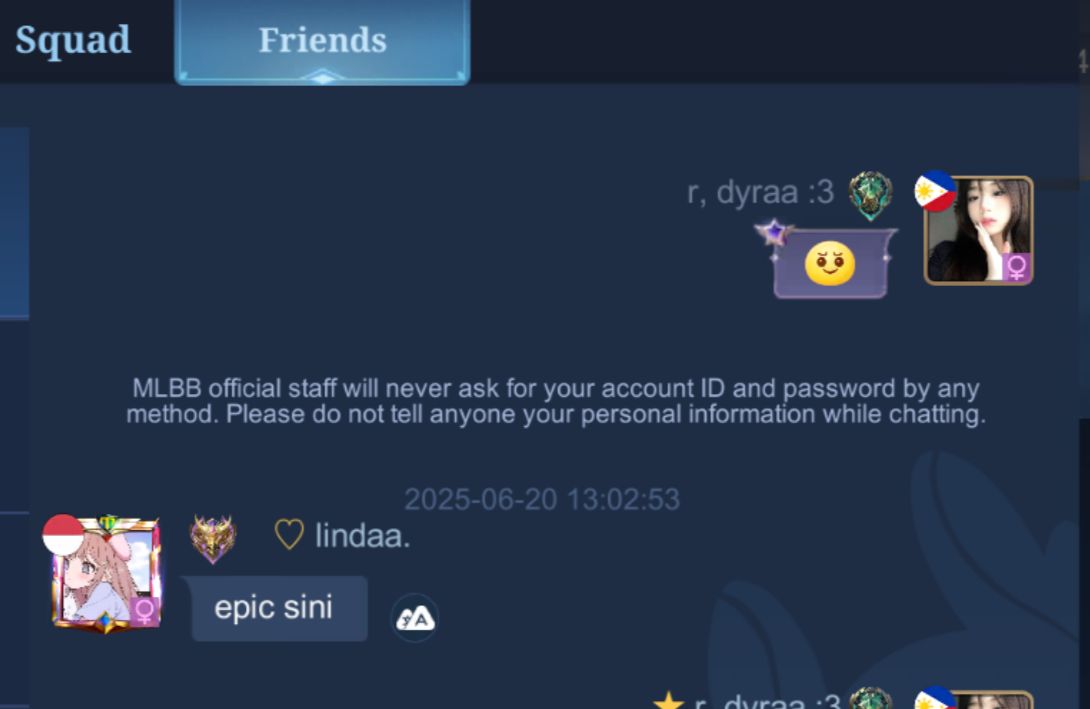 Squad
Friends
r, dyraa :3
MLBB official staff will never ask for your account ID and password by any
method. Please do not tell anyone your personal information while chatting.
2025-06-20 13:02:53
♡ lindaa.
epic sini
r, dyraa :3